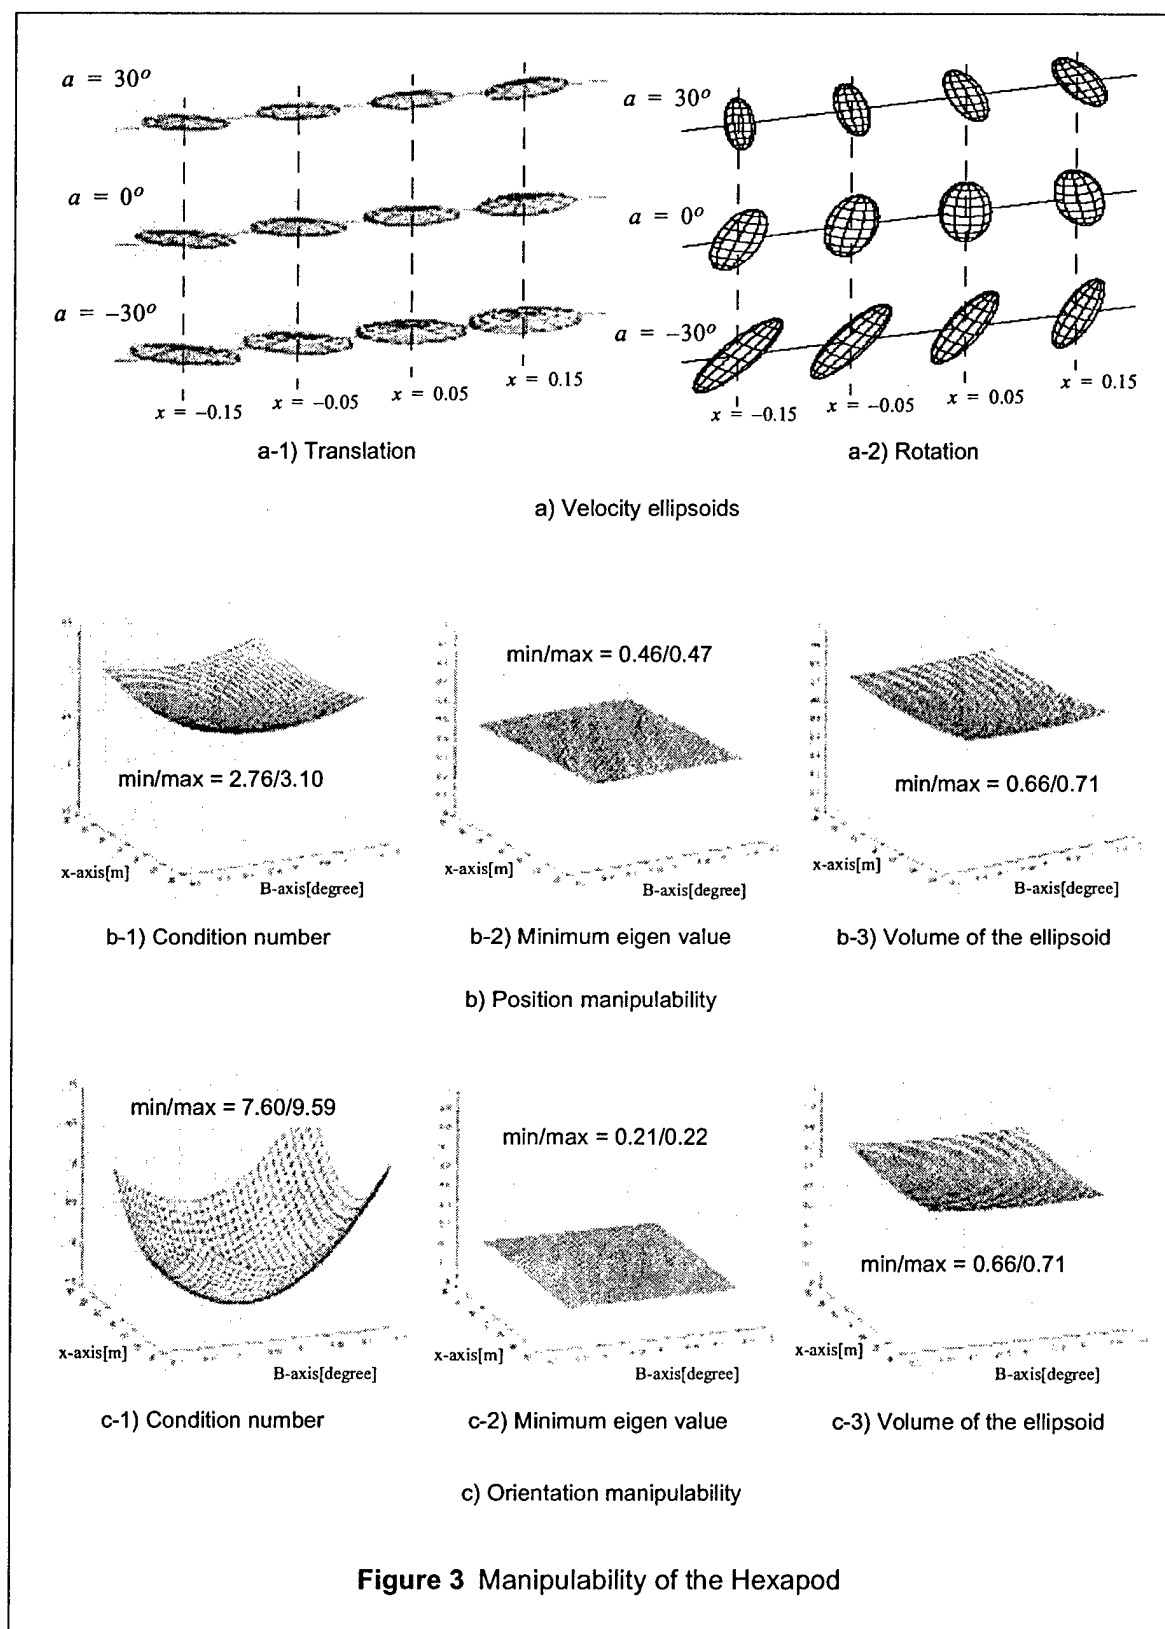 a = 30°
a = 0°
a = −30°
x = −0.15
x = −0.05
x = 0.05
x = 0.15
a-1) Translation
a = 30°
a = 0°
a = −30°
x = −0.15
x = −0.05
x = 0.05
x = 0.15
a-2) Rotation
a) Velocity ellipsoids
min/max = 2.76/3.10
x-axis[m]
B-axis[degree]
b-1) Condition number
min/max = 0.46/0.47
x-axis[m]
B-axis[degree]
b-2) Minimum eigen value
min/max = 0.66/0.71
x-axis[m]
B-axis[degree]
b-3) Volume of the ellipsoid
b) Position manipulability
min/max = 7.60/9.59
x-axis[m]
B-axis[degree]
c-1) Condition number
min/max = 0.21/0.22
x-axis[m]
B-axis[degree]
c-2) Minimum eigen value
min/max = 0.66/0.71
x-axis[m]
B-axis[degree]
c-3) Volume of the ellipsoid
c) Orientation manipulability
Figure 3 Manipulability of the Hexapod